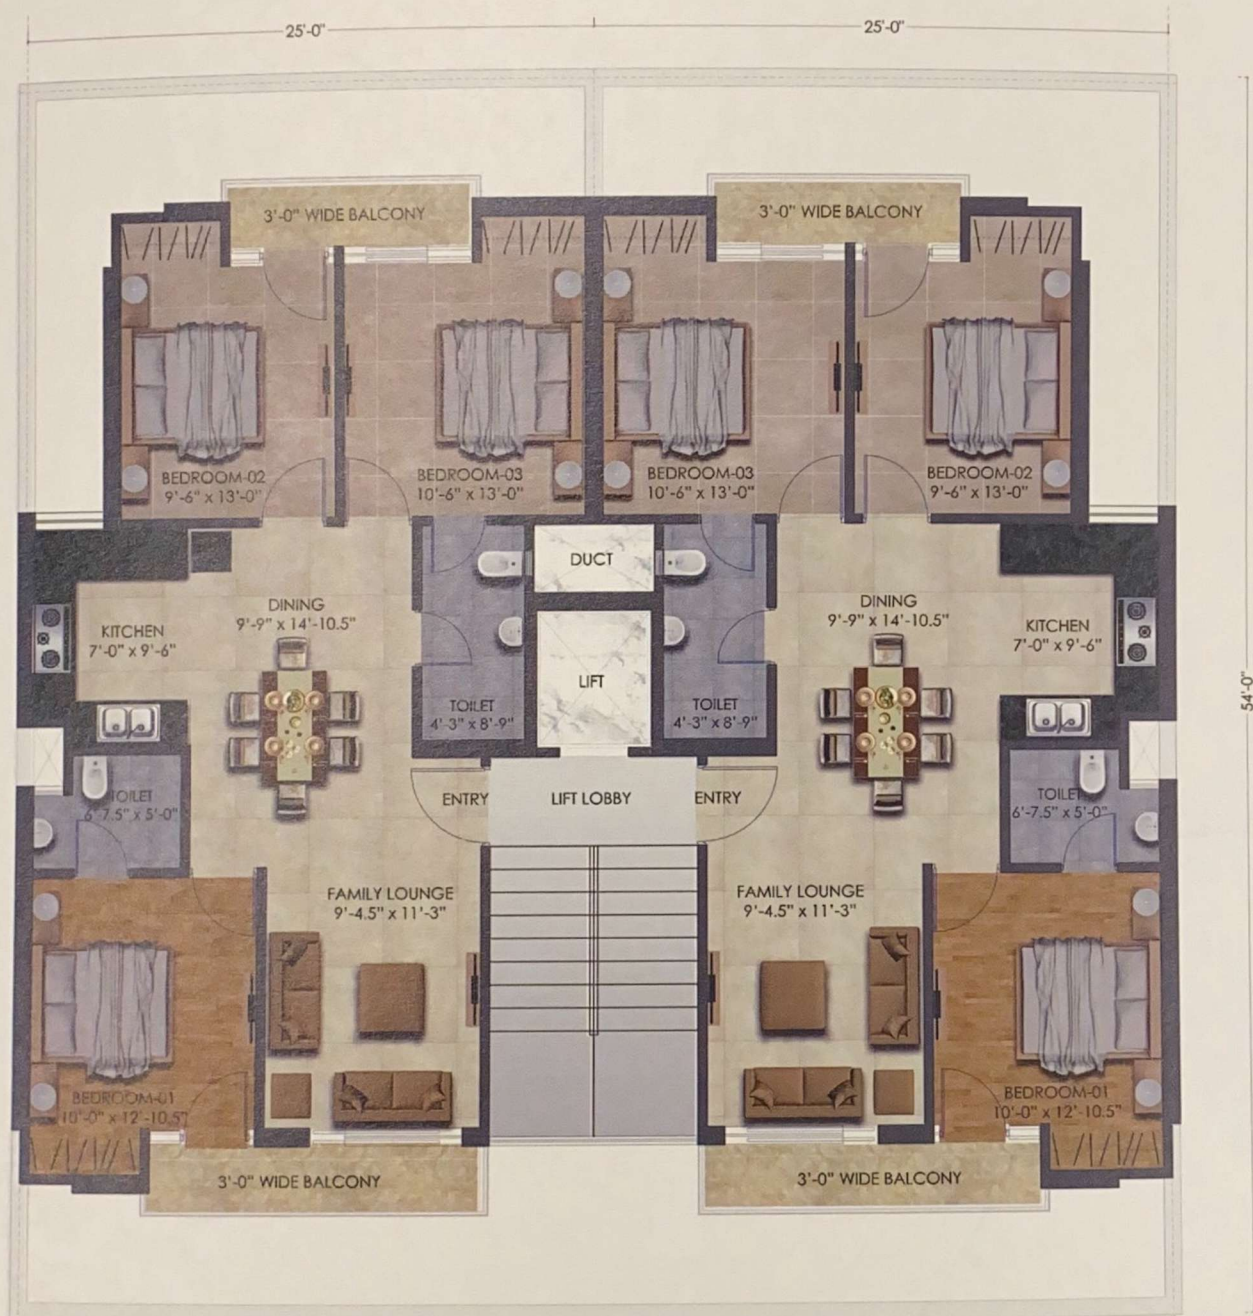 25'-0"
25'-0"
3'-0" WIDE BALCONY
3'-0" WIDE BALCONY
BEDROOM-02
9'-6" x 13'-0"
BEDROOM-03
10'-6" x 13'-0"
BEDROOM-03
10'-6" x 13'-0"
BEDROOM-02
9'-6" x 13'-0"
DUCT
DINING
9'-9" x 14'-10.5"
DINING
9'-9" x 14'-10.5"
KITCHEN
7'-0" x 9'-6"
KITCHEN
7'-0" x 9'-6"
LIFT
54'-0"
TOILET
4'-3" x 8'-9"
TOILET
4'-3" x 8'-9"
TOILET
6'-7.5" x 5'-0"
ENTRY
LIFT LOBBY
ENTRY
TOILET
6'-7.5" x 5'-0"
FAMILY LOUNGE
9'-4.5" x 11'-3"
FAMILY LOUNGE
9'-4.5" x 11'-3"
BEDROOM-01
10'-0" x 12'-10.5"
BEDROOM-01
10'-0" x 12'-10.5"
3'-0" WIDE BALCONY
3'-0" WIDE BALCONY